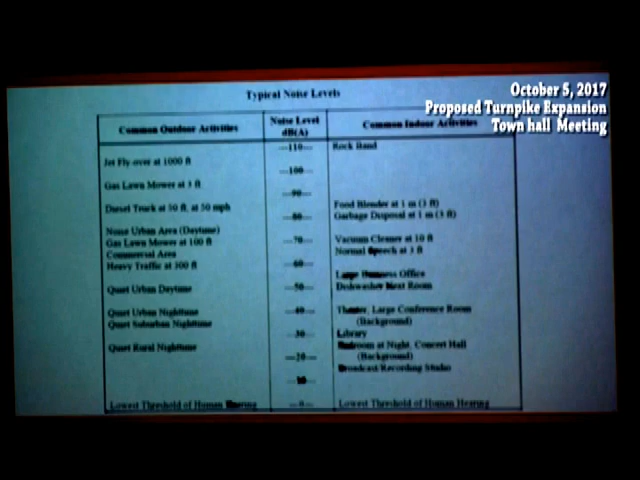 October 5, 2017
Proposed Turnpike Expansion
Town hall Meeting
Typical Noise Levels
Common Outdoor Activities
Noise Level
dB(A)
Common Indoor Activities
—110—
Rock Band
Jet Fly over at 1000 ft
—100—
Gas Lawn Mower at 3 ft
—90—
Diesel Truck at 50 ft, at 50 mph
Food Blender at 1 m (3 ft)
—80—
Garbage Disposal at 1 m (3 ft)
Noise Urban Area (Daytime)
Gas Lawn Mower at 100 ft
—70—
Vacuum Cleaner at 10 ft
Commercial Area
Normal Speech at 3 ft
Heavy Traffic at 300 ft
—60—
Large Business Office
Quiet Urban Daytime
—50—
Dishwasher Next Room
Quiet Urban Nighttime
—40—
Theater, Large Conference Room
Quiet Suburban Nighttime
(Background)
—30—
Library
Quiet Rural Nighttime
Bedroom at Night, Concert Hall
—20—
(Background)
Broadcast Recording Studio
—10—
Lowest Threshold of Human Hearing
—0—
Lowest Threshold of Human Hearing